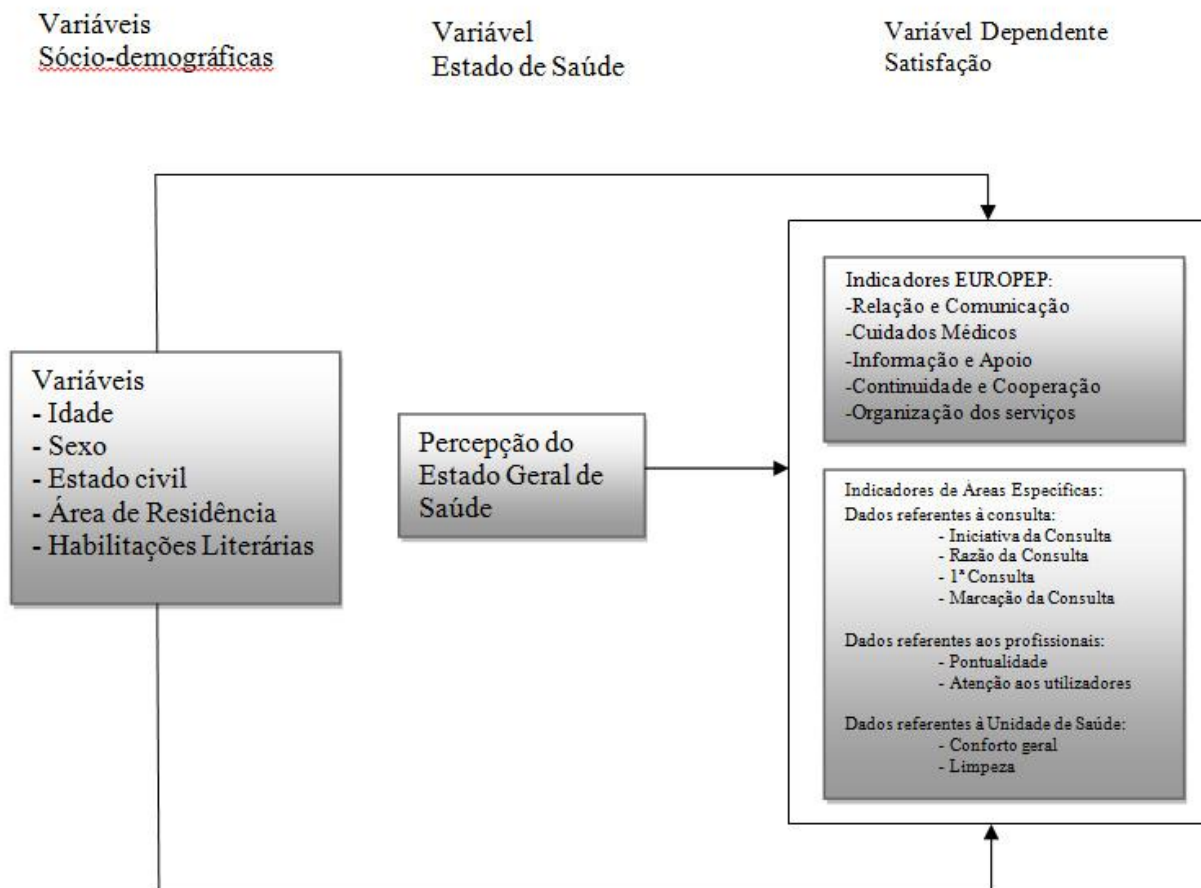 Variáveis
Sócio-demográficas
Variável
Estado de Saúde
Variável Dependente
Satisfação
Variáveis
- Idade
- Sexo
- Estado civil
- Área de Residência
- Habilitações Literárias
Percepção do
Estado Geral de
Saúde
Indicadores EUROPEP:
-Relação e Comunicação
-Cuidados Médicos
-Informação e Apoio
-Continuidade e Cooperação
-Organização dos serviços
Indicadores de Áreas Específicas:
Dados referentes à consulta:
- Iniciativa da Consulta
- Razão da Consulta
- 1ª Consulta
- Marcação da Consulta
Dados referentes aos profissionais:
- Pontualidade
- Atenção aos utilizadores
Dados referentes à Unidade de Saúde:
- Conforto geral
- Limpeza